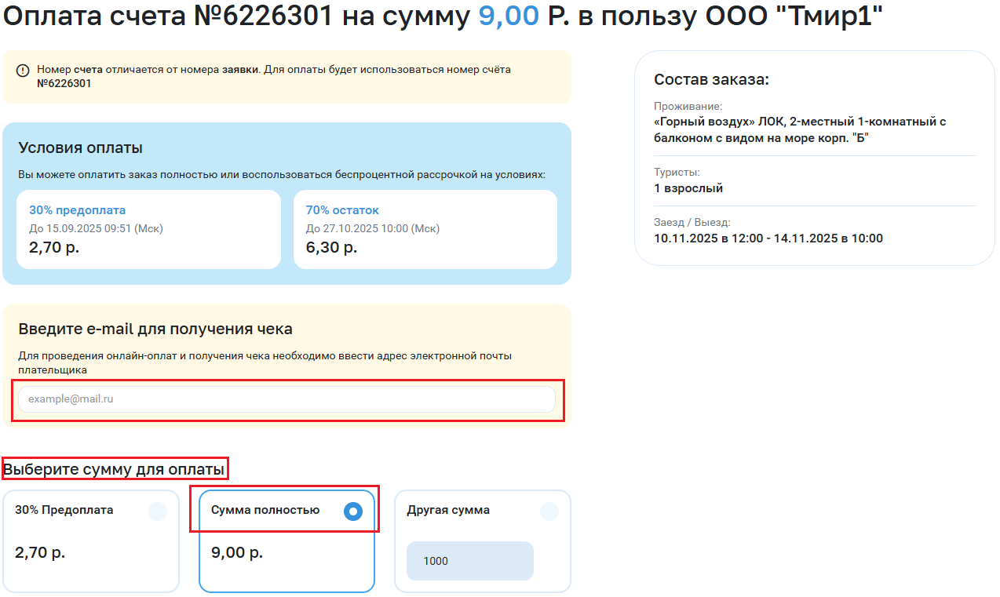 Оплата счета №6226301 на сумму 9,00 Р. в пользу ООО "Тмир1"
Номер счета отличается от номера заявки. Для оплаты будет использоваться номер счёта
№6226301
Условия оплаты
Вы можете оплатить заказ полностью или воспользоваться беспроцентной рассрочкой на условиях:
30% предоплата
До 15.09.2025 09:51 (Мск)
2,70 р.
70% остаток
До 27.10.2025 10:00 (Мск)
6,30 р.
Введите e-mail для получения чека
Для проведения онлайн-оплат и получения чека необходимо ввести адрес электронной почты
плательщика
example@mail.ru
Выберите сумму для оплаты
30% Предоплата
2,70 р.
Сумма полностью
9,00 р.
Другая сумма
1000
Состав заказа:
Проживание:
«Горный воздух» ЛОК, 2-местный 1-комнатный с
балконом с видом на море корп. "Б"
Туристы:
1 взрослый
Заезд / Выезд:
10.11.2025 в 12:00 - 14.11.2025 в 10:00